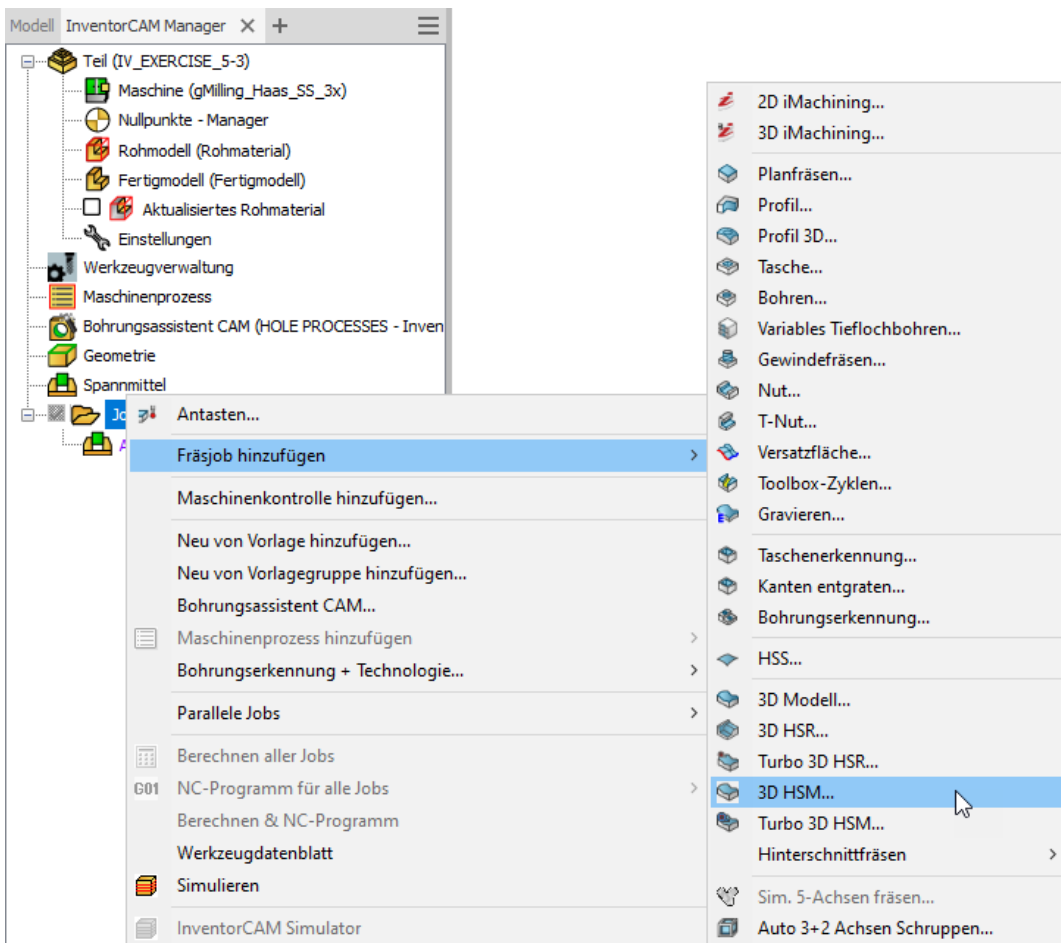 Modell InventorCAM Manager
Teil (IV_EXERCISE_5-3)
Maschine (gMilling_Haas_SS_3x)
Nullpunkte - Manager
Rohmodell (Rohmaterial)
Fertigmodell (Fertigmodell)
Aktualisiertes Rohmaterial
Einstellungen
Werkzeugverwaltung
Maschinenprozess
Bohrungsassistent CAM (HOLE PROCESSES - Inven
Geometrie
Spannmittel
Jo
A
Antasten...
Fräsjob hinzufügen
Maschinenkontrolle hinzufügen...
Neu von Vorlage hinzufügen...
Neu von Vorlagegruppe hinzufügen...
Bohrungsassistent CAM...
Maschinenprozess hinzufügen
Bohrungserkennung + Technologie...
Parallele Jobs
Berechnen aller Jobs
G01 NC-Programm für alle Jobs
Berechnen & NC-Programm
Werkzeugdatenblatt
Simulieren
InventorCAM Simulator
2D iMachining...
3D iMachining...
Planfräsen...
Profil...
Profil 3D...
Tasche...
Bohren...
Variables Tieflochbohren...
Gewindefräsen...
Nut...
T-Nut...
Versatzfläche...
Toolbox-Zyklen...
Gravieren...
Taschenerkennung...
Kanten entgraten...
Bohrungserkennung...
HSS...
3D Modell...
3D HSR...
Turbo 3D HSR...
3D HSM...
Turbo 3D HSM...
Hinterschnittfräsen
Sim. 5-Achsen fräsen...
Auto 3+2 Achsen Schruppen...